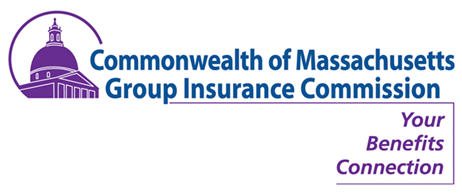 Commonwealth of Massachusetts
Group Insurance Commission
Your
Benefits
Connection